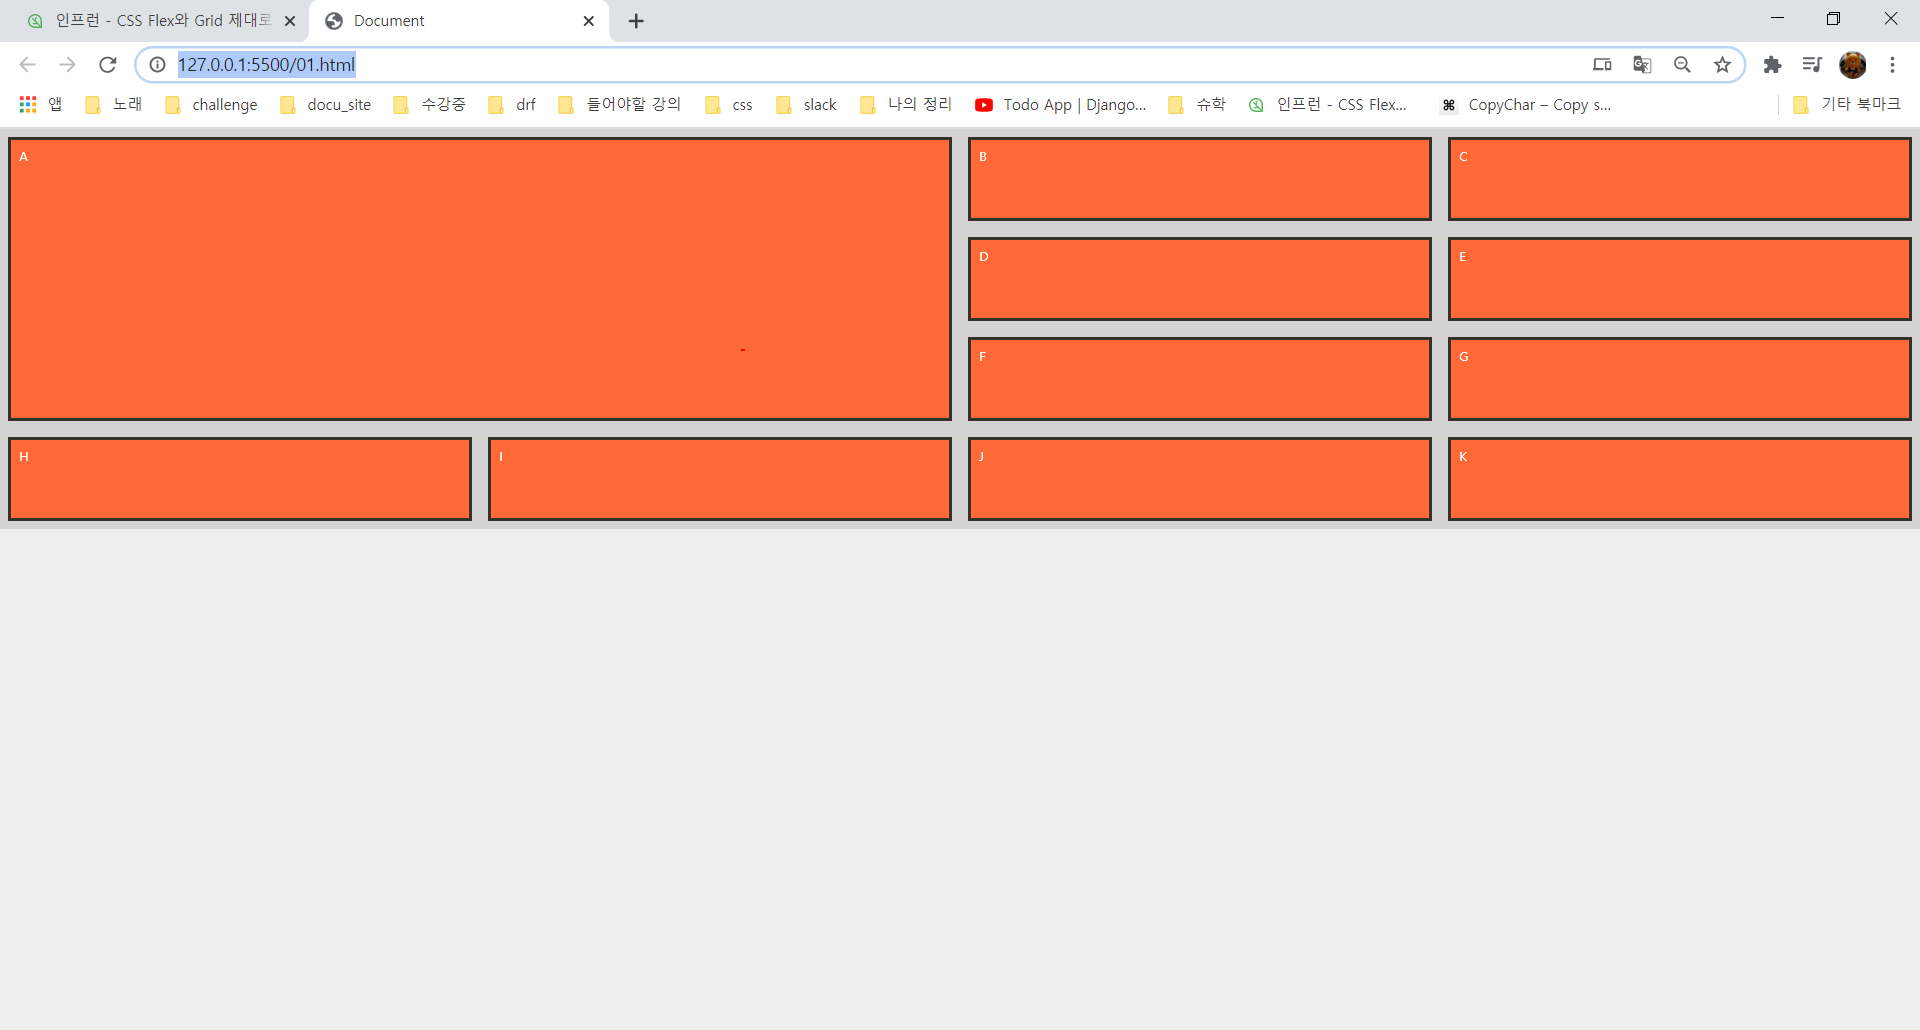 인프런 - CSS Flex와 Grid 제대로
Document
127.0.0.1:5500/01.html
앱 노래 challenge docu_site 수강중 drf 들어야할 강의 css slack 나의 정리 Todo App | Django... 슈학 인프런 - CSS Flex... CopyChar – Copy s... 기타 북마크
A B C
D E
F G
H I J K